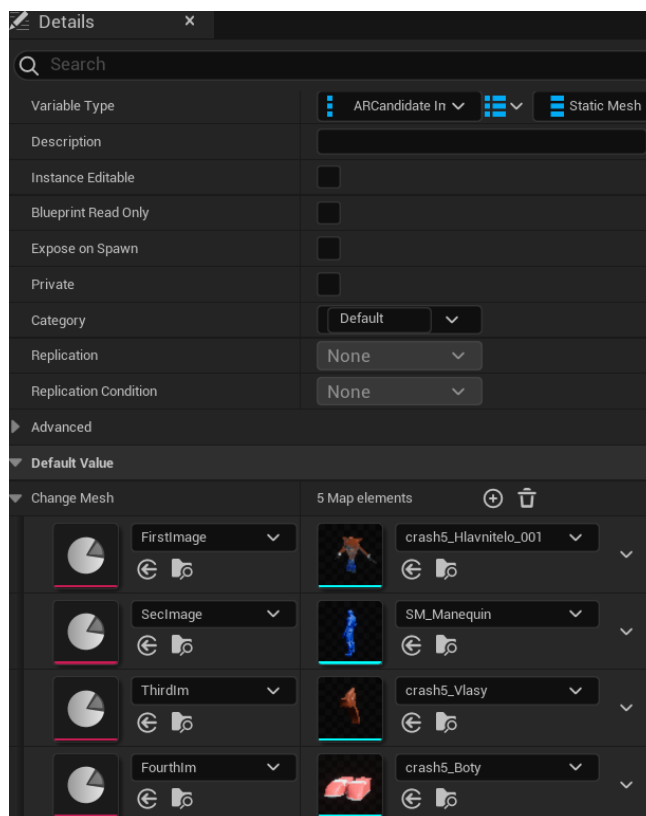 Details
Search
Variable Type ARCandidate In Static Mesh
Description
Instance Editable
Blueprint Read Only
Expose on Spawn
Private
Category Default
Replication None
Replication Condition None
Advanced
Default Value
Change Mesh 5 Map elements
FirstImage crash5_Hlavnitelo_001
SecImage SM_Manequin
ThirdIm crash5_Vlasy
FourthIm crash5_Boty